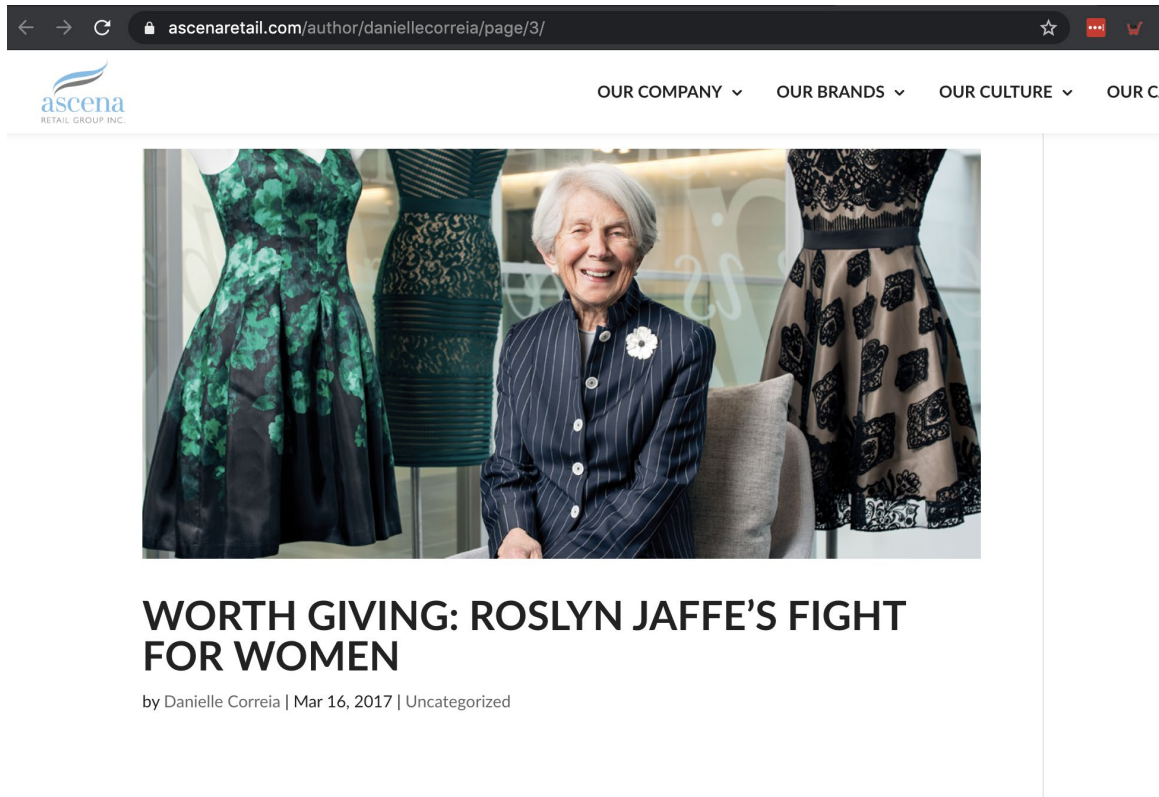 ascenaretail.com/author/daniellecorreia/page/3/
ascena
RETAIL GROUP INC.
OUR COMPANY
OUR BRANDS
OUR CULTURE
OUR
WORTH GIVING: ROSLYN JAFFE’S FIGHT
FOR WOMEN
by Danielle Correia | Mar 16, 2017 | Uncategorized